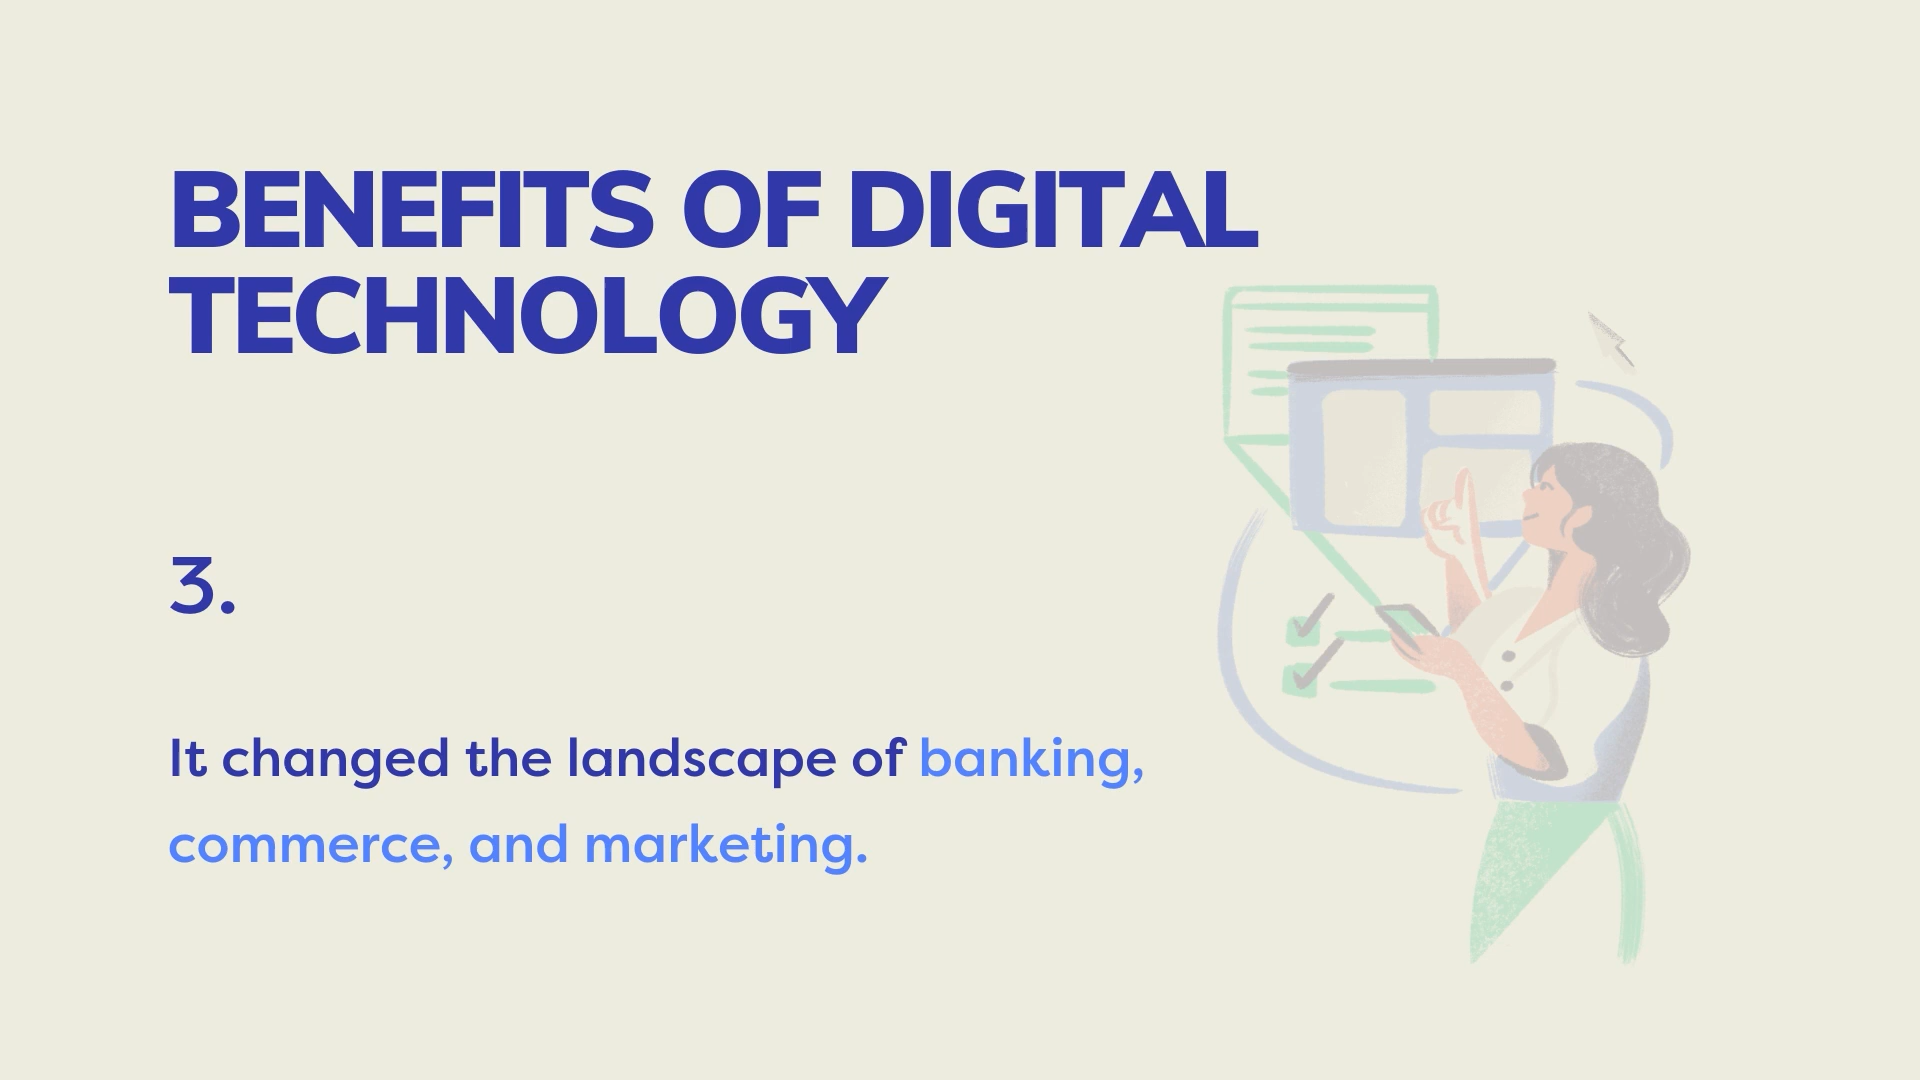 BENEFITS OF DIGITAL
TECHNOLOGY
3.
It changed the landscape of banking,
commerce, and marketing.